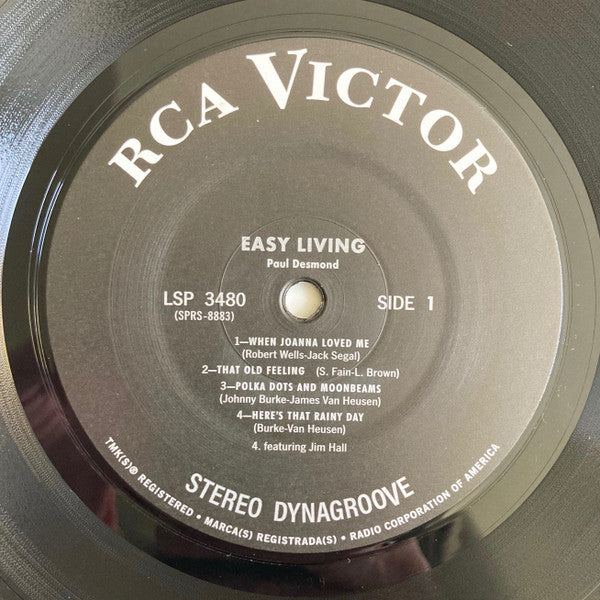 RCA VICTOR
EASY LIVING
Paul Desmond
LSP 3480
(SPRS-8883)
SIDE 1
1—WHEN JOANNA LOVED ME
(Robert Wells-Jack Segal)
2—THAT OLD FEELING (S. Fain-L. Brown)
3—POLKA DOTS AND MOONBEAMS
(Johnny Burke-James Van Heusen)
4—HERE'S THAT RAINY DAY
(Burke-Van Heusen)
4. featuring Jim Hall
STEREO DYNAGROOVE
TMK(S)® REGISTERED • MARCA(S) REGISTRADA(S) • RADIO CORPORATION OF AMERICA